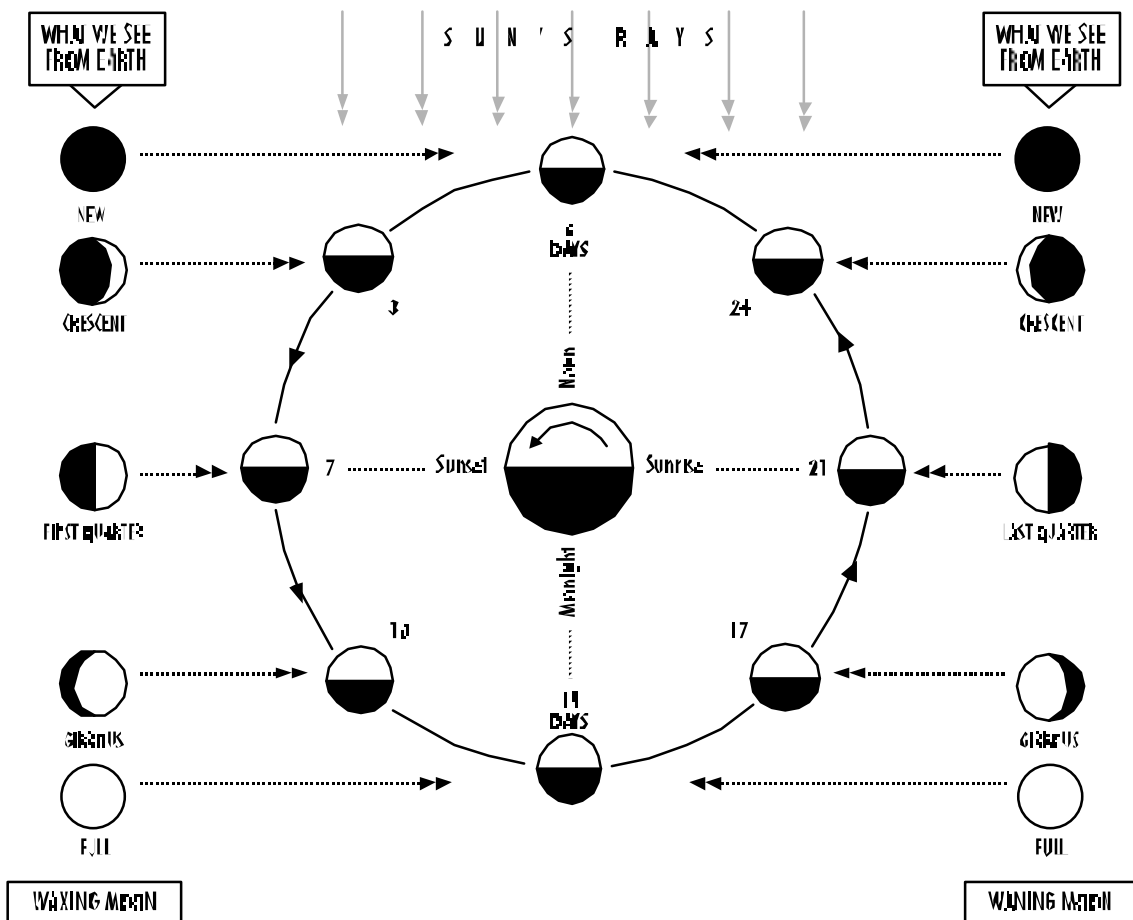 WHAT WE SEE
FROM EARTH
SUN'S RAYS
WHAT WE SEE
FROM EARTH
NEW
NEW
DAYS
CRESCENT
3
24
CRESCENT
Noon
FIRST QUARTER
7
Sunset
Sunrise
21
LAST QUARTER
Midnight
10
17
GIBBOUS
14
DAYS
GIBBOUS
FULL
FULL
WAXING MOON
WANING MOON